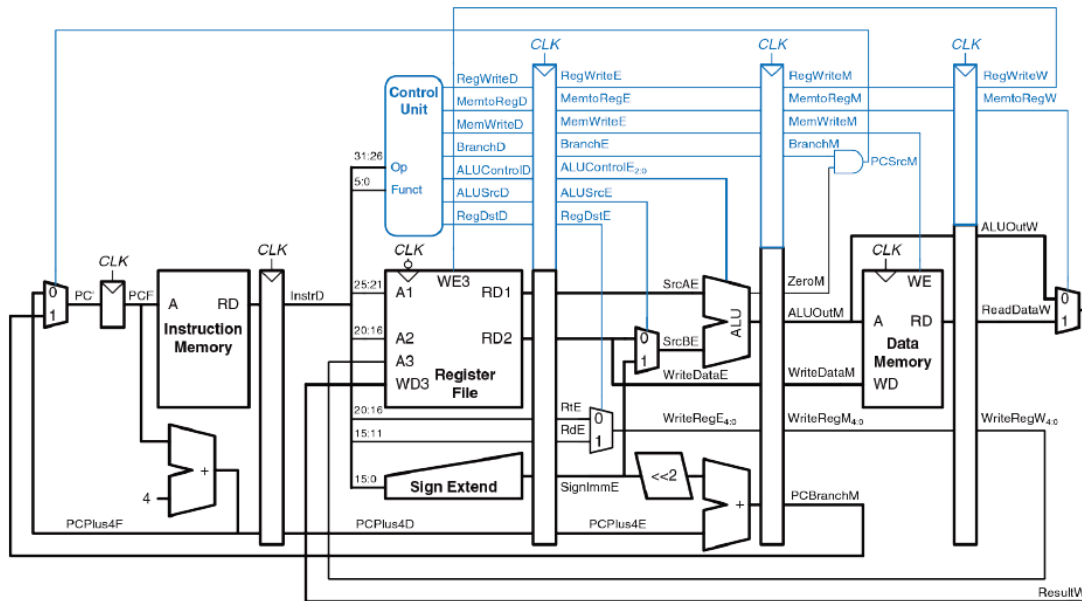 CLK
CLK
CLK
Control
Unit
RegWriteD
RegWriteE
RegWriteM
RegWriteW
MemtoRegD
MemtoRegE
MemtoRegM
MemtoRegW
MemWriteD
MemWriteE
MemWriteM
BranchD
BranchE
BranchM
31:26
Op
ALUControlD
ALUControlE2:0
PCSrcM
5:0
Funct
ALUSrcD
ALUSrcE
RegDstD
RegDstE
ALUOutW
CLK
CLK
CLK
CLK
0
1
PC'
PCF
A
RD
Instruction
Memory
InstrD
25:21
A1
WE3
RD1
SrcAE
ZeroM
WE
0
1
20:16
A2
RD2
0
1
SrcBE
ALU
ALUOutM
A
RD
ReadDataW
A3
Data
Memory
WD3
Register
File
WriteDataE
WriteDataM
WD
20:16
RtE
0
1
WriteRegE4:0
WriteRegM4:0
WriteRegW4:0
15:11
RdE
+
15:0
Sign Extend
SignImmE
<<2
+
PCBranchM
4
PCPlus4F
PCPlus4D
PCPlus4E
ResultW